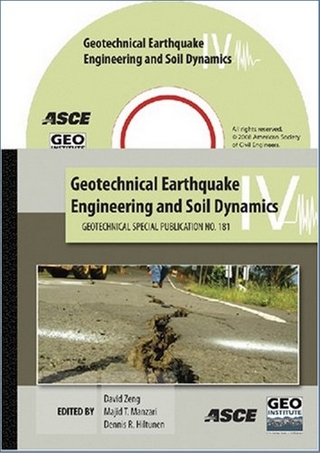 Geotechnical Earthquake
Engineering and Soil Dynamics
IV
ASCE
GEO
INSTITUTE
All rights reserved.
© 2008 American Society
of Civil Engineers.
Geotechnical Earthquake
Engineering and Soil Dynamics
IV
GEOTECHNICAL SPECIAL PUBLICATION NO. 181
EDITED BY
David Zeng
Majid T. Manzari
Dennis R. Hiltunen
ASCE
GEO
INSTITUTE